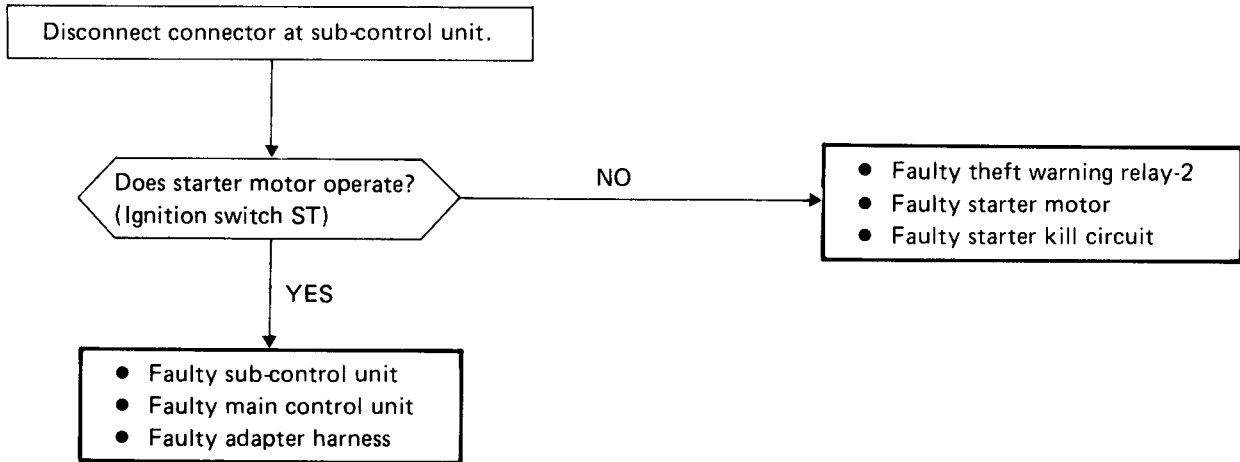 Disconnect connector at sub-control unit.
Does starter motor operate?
(Ignition switch ST)
NO
● Faulty theft warning relay-2
● Faulty starter motor
● Faulty starter kill circuit
YES
● Faulty sub-control unit
● Faulty main control unit
● Faulty adapter harness